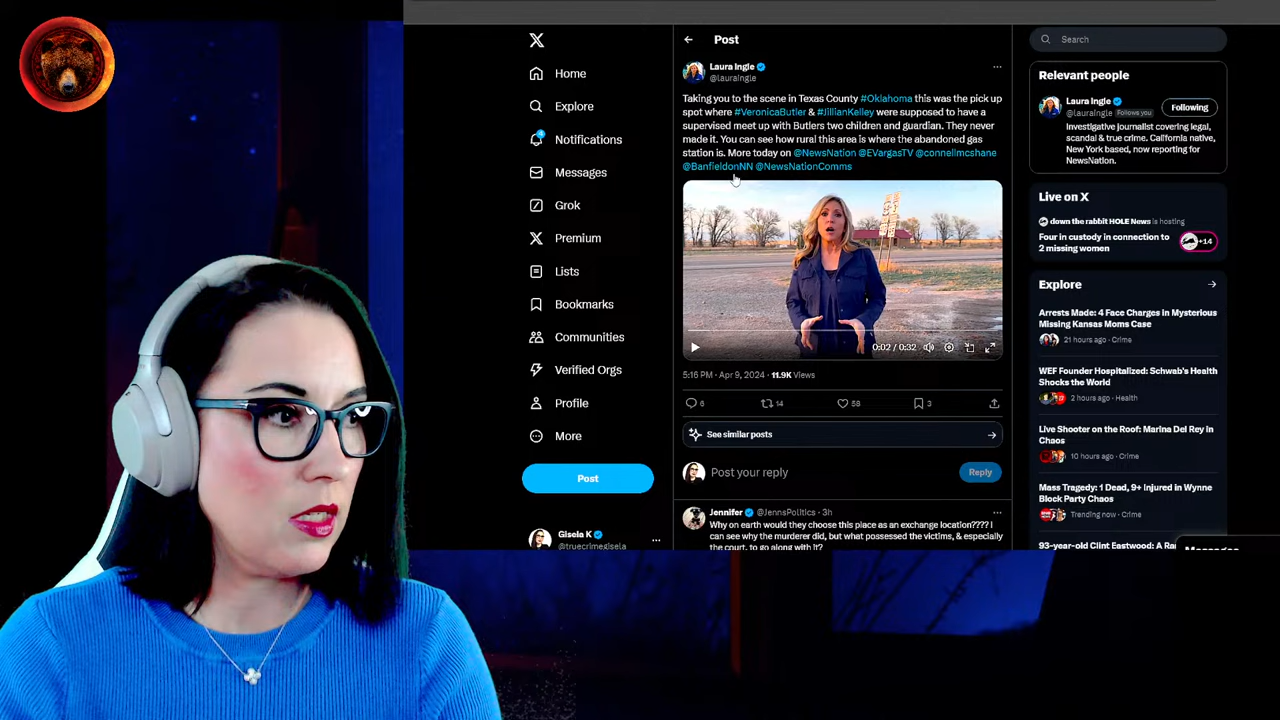 Home
Explore
4
Notifications
Messages
Grok
Premium
Lists
Bookmarks
Communities
Verified Orgs
Profile
More
Post
Gisela K
@truecrimegisela
Post
Laura Ingle
@lauraingle
Taking you to the scene in Texas County #Oklahoma this was the pick up
spot where #VeronicaButler & #JillianKelley were supposed to have a
supervised meet up with Butlers two children and guardian. They never
made it. You can see how rural this area is where the abandoned gas
station is. More today on @NewsNation @EVargasTV @connellmcshane
@BanfieldonNN @NewsNationComms
0:02 / 0:32
5:16 PM · Apr 9, 2024 · 11.9K Views
6
14
58
3
See similar posts
Post your reply
Reply
Jennifer @JennsPolitics · 3h
Why on earth would they choose this place as an exchange location???? I
can see why the murderer did, but what possessed the victims, & especially
the court, to go along with it?
Search
Relevant people
Laura Ingle
@lauraingle Follows you
Following
Investigative journalist covering legal,
scandal & true crime. California native,
New York based, now reporting for
NewsNation.
Live on X
down the rabbit HOLE News is hosting
Four in custody in connection to
2 missing women
+14
Explore
Arrests Made: 4 Face Charges in Mysterious
Missing Kansas Moms Case
21 hours ago · Crime
WEF Founder Hospitalized: Schwab's Health
Shocks the World
2 hours ago · Health
Live Shooter on the Roof: Marina Del Rey in
Chaos
10 hours ago · Crime
Mass Tragedy: 1 Dead, 9+ Injured in Wynne
Block Party Chaos
Trending now · Crime
93-year-old Clint Eastwood: A